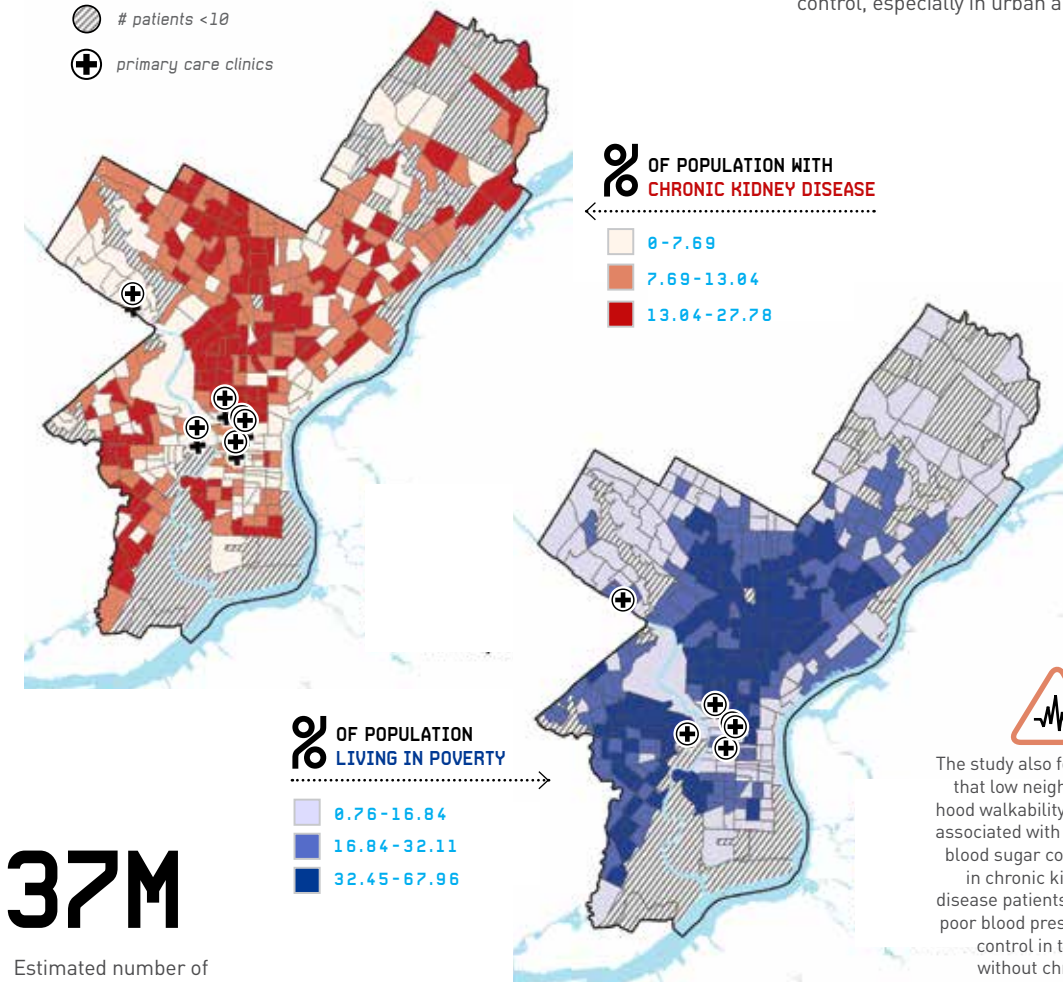 control, especially in urban a
# patients <10
primary care clinics
% OF POPULATION WITH
CHRONIC KIDNEY DISEASE
0-7.69
7.69-13.04
13.04-27.78
% OF POPULATION
LIVING IN POVERTY
0.76-16.84
16.84-32.11
32.45-67.96
37M
Estimated number of
The study also f
that low neigh
hood walkability
associated with
blood sugar co
in chronic ki
disease patients
poor blood pres
control in t
without ch